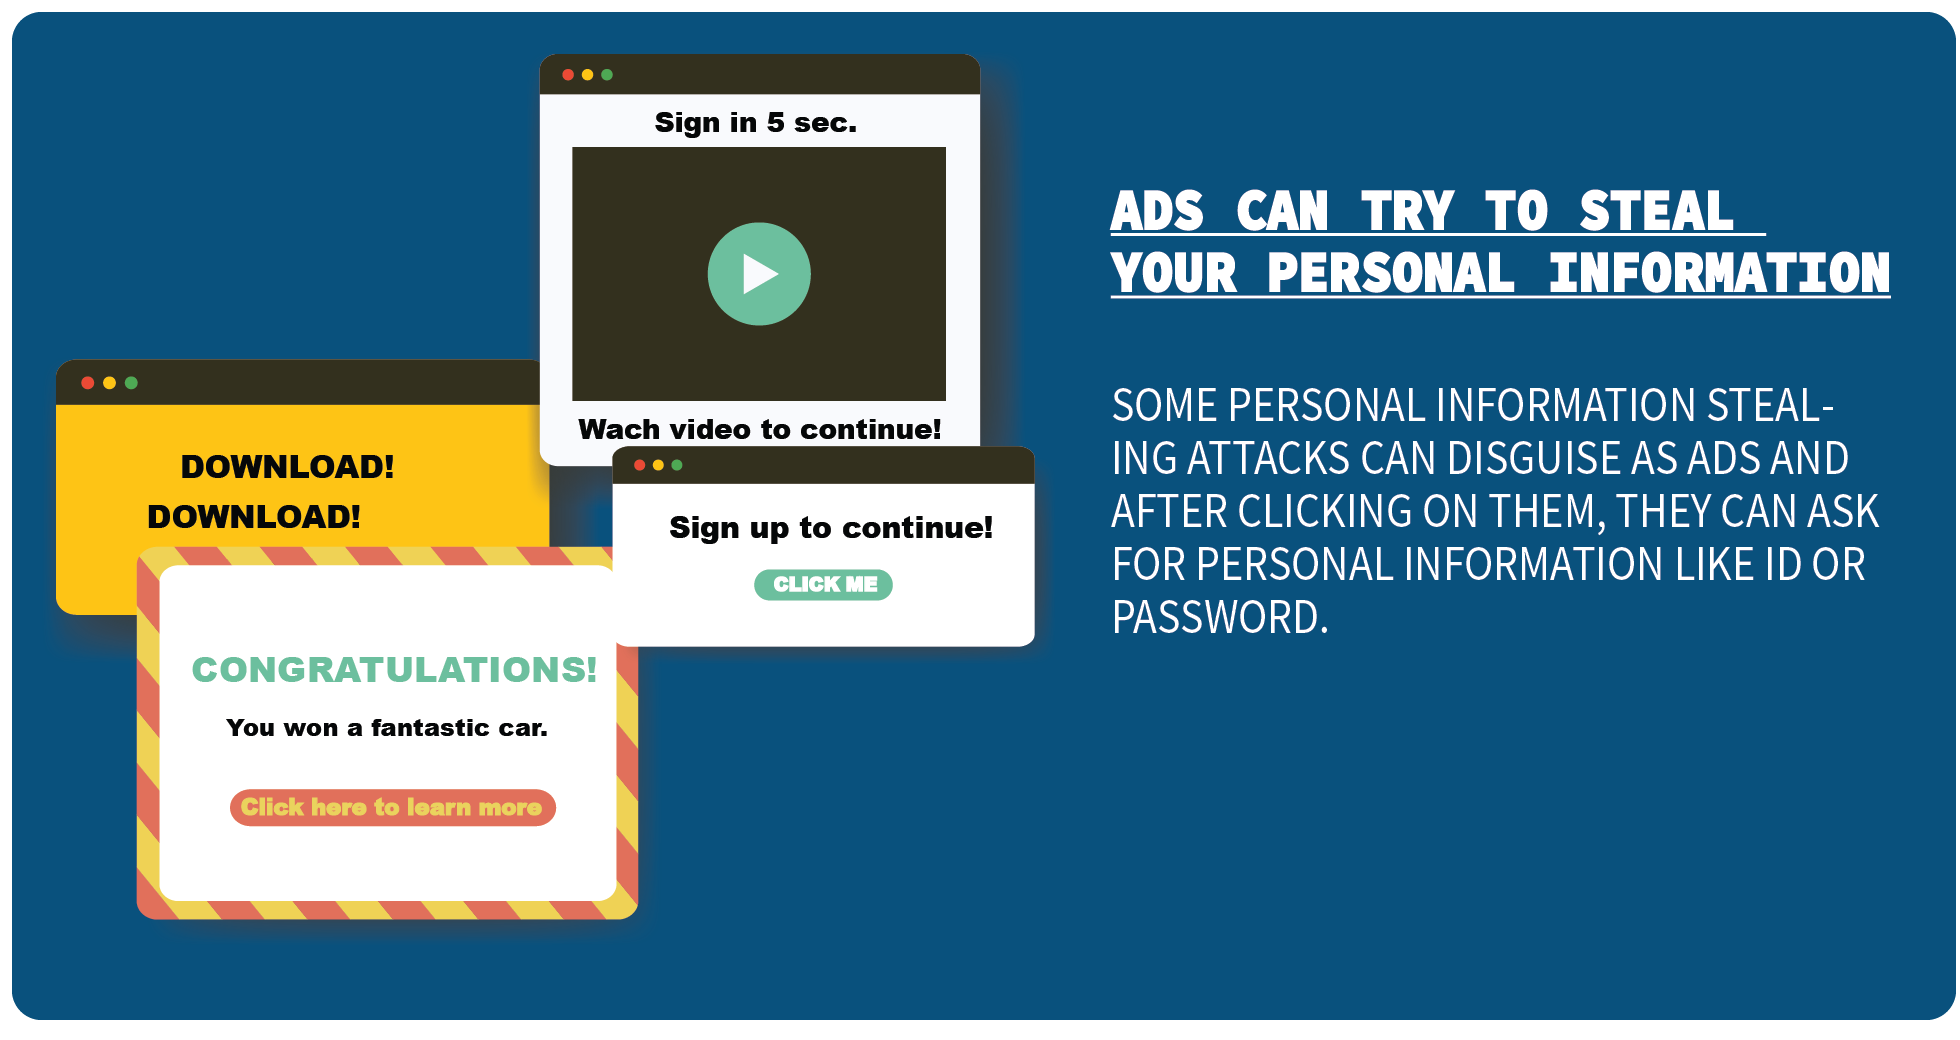 Sign in 5 sec.
Wach video to continue!
DOWNLOAD!
DOWNLOAD!
Sign up to continue!
CLICK ME
CONGRATULATIONS!
You won a fantastic car.
Click here to learn more
ADS CAN TRY TO STEAL
YOUR PERSONAL INFORMATION
SOME PERSONAL INFORMATION STEAL-
ING ATTACKS CAN DISGUISE AS ADS AND
AFTER CLICKING ON THEM, THEY CAN ASK
FOR PERSONAL INFORMATION LIKE ID OR
PASSWORD.